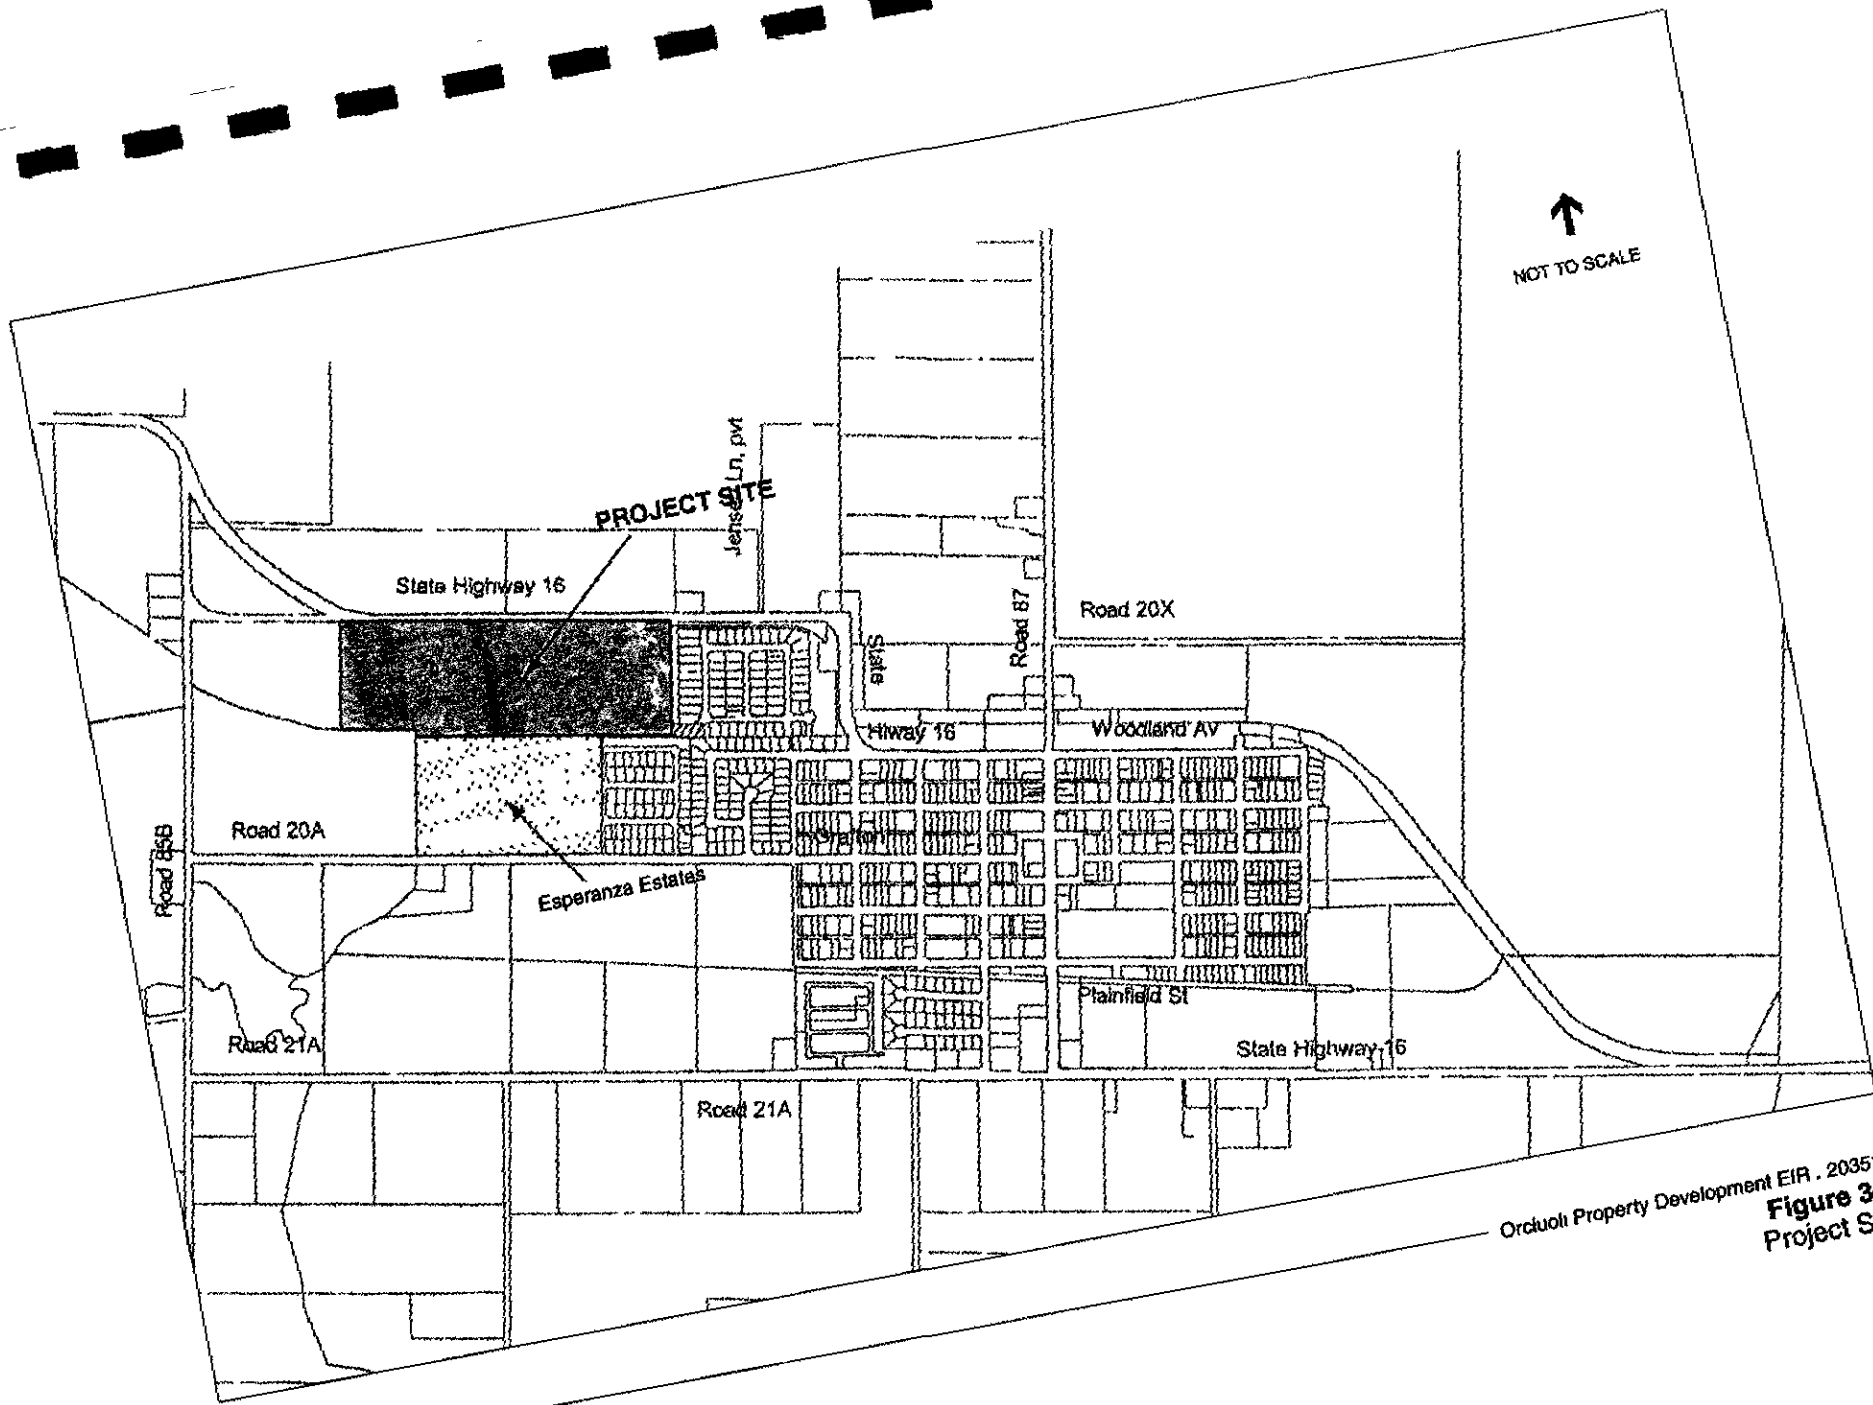 NOT TO SCALE
Jensen Ln, pvt
PROJECT SITE
State Highway 16
Road 87
Road 20X
State
Hiway 16
Woodland AV
Road 20A
Road 85B
Grafton
Esperanza Estates
Plainfield St
Road 21A
State Highway 16
Road 21A
Orciuoli Property Development EIR . 20351
Figure 3
Project S